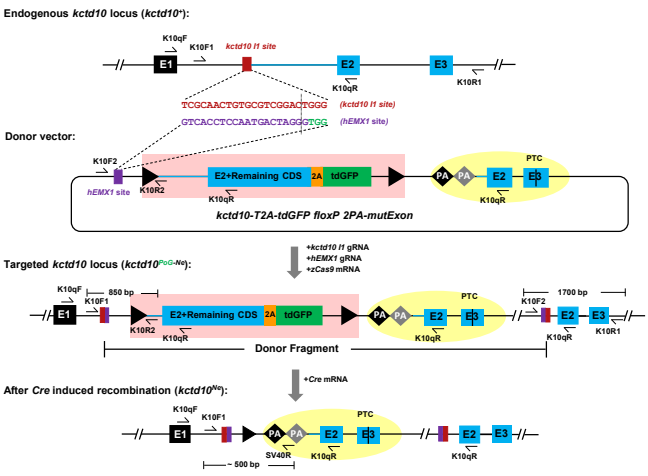 Endogenous kctd10 locus (kctd10+):
K10qF
K10F1
kctd10 I1 site
E1
E2
E3
K10qR
K10R1
TCGCAACTGTGCGTCGGACTGGG
(kctd10 I1 site)
GTCACCTCCAATGACTAGGGTGG
(hEMX1 site)
Donor vector:
K10F2
hEMX1 site
K10R2
E2+Remaining CDS
2A
tdGFP
K10qR
PA
PA
E2
PTC
E3
K10qR
kctd10-T2A-tdGFP floxP 2PA-mutExon
+kctd10 I1 gRNA
+hEMX1 gRNA
+zCas9 mRNA
Targeted kctd10 locus (kctd10PoG-Ne):
K10qF
K10F1
850 bp
E1
K10R2
E2+Remaining CDS
2A
tdGFP
K10qR
PA
PA
E2
PTC
E3
K10qR
K10F2
1700 bp
E2
E3
K10qR
K10R1
Donor Fragment
+Cre mRNA
After Cre induced recombination (kctd10Ne):
K10qF
K10F1
E1
PA
PA
SV40R
E2
PTC
E3
K10qR
E2
E3
K10qR
~ 500 bp